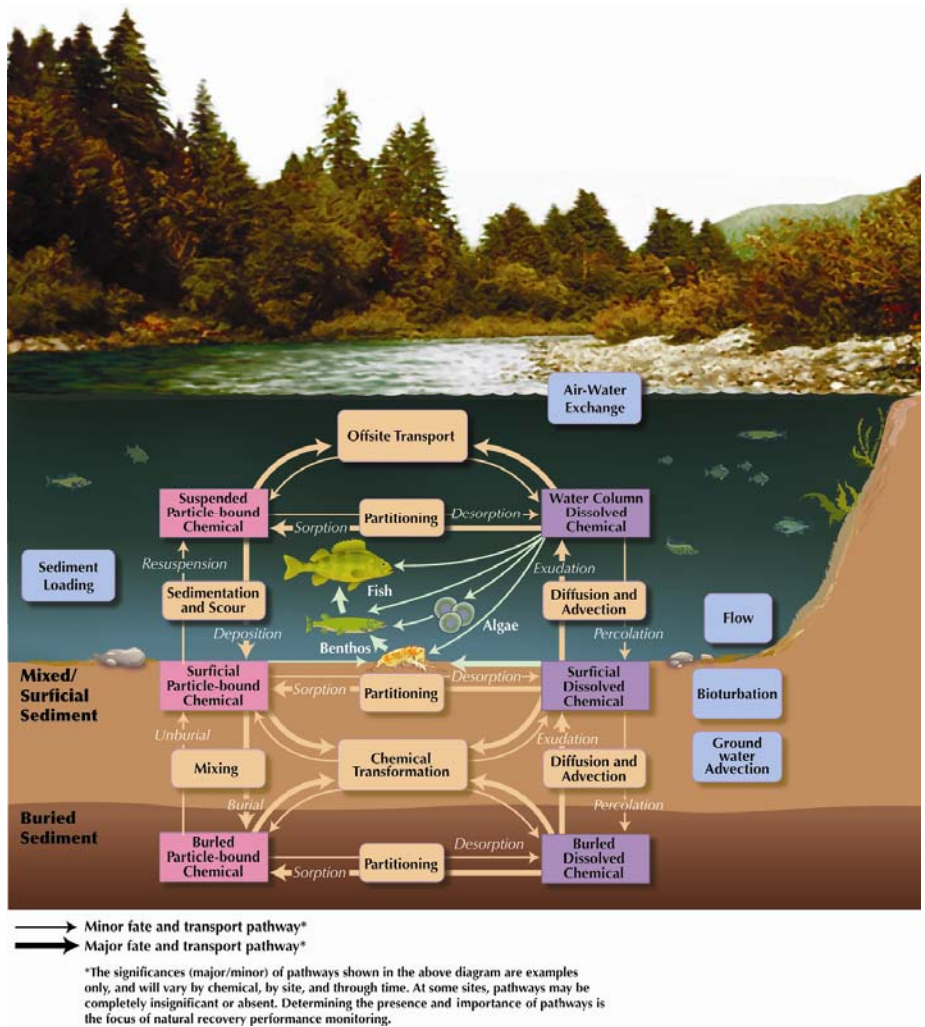 Air-Water
Exchange
Offsite Transport
Suspended
Particle-bound
Chemical
Partitioning
Sorption
Desorption
Water Column
Dissolved
Chemical
Resuspension
Sediment
Loading
Sedimentation
and Scour
Deposition
Fish
Algae
Benthos
Exudation
Diffusion and
Advection
Percolation
Flow
Mixed/
Surficial
Sediment
Surficial
Particle-bound
Chemical
Sorption
Desorption
Partitioning
Surficial
Dissolved
Chemical
Bioturbation
Ground
water
Advection
Unburial
Mixing
Burial
Chemical
Transformation
Exudation
Diffusion and
Advection
Percolation
Buried
Sediment
Burled
Particle-bound
Chemical
Sorption
Desorption
Partitioning
Burled
Dissolved
Chemical
Minor fate and transport pathway*
Major fate and transport pathway*
*The significances (major/minor) of pathways shown in the above diagram are examples
only, and will vary by chemical, by site, and through time. At some sites, pathways may be
completely insignificant or absent. Determining the presence and importance of pathways is
the focus of natural recovery performance monitoring.